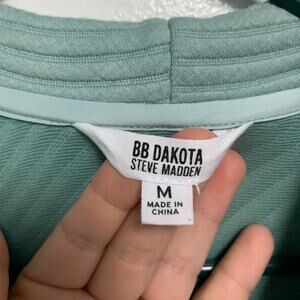 BB DAKOTA
STEVE MADDEN
M
MADE IN
CHINA